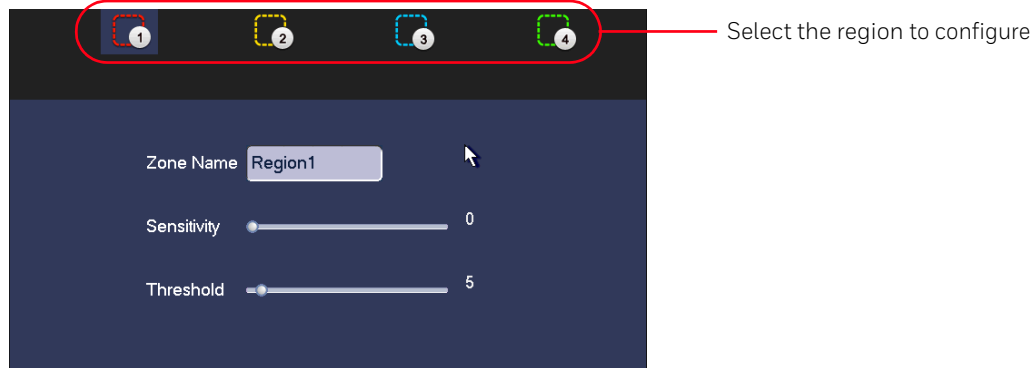 1 2 3 4 Select the region to configure
Zone Name Region1
Sensitivity 0
Threshold 5